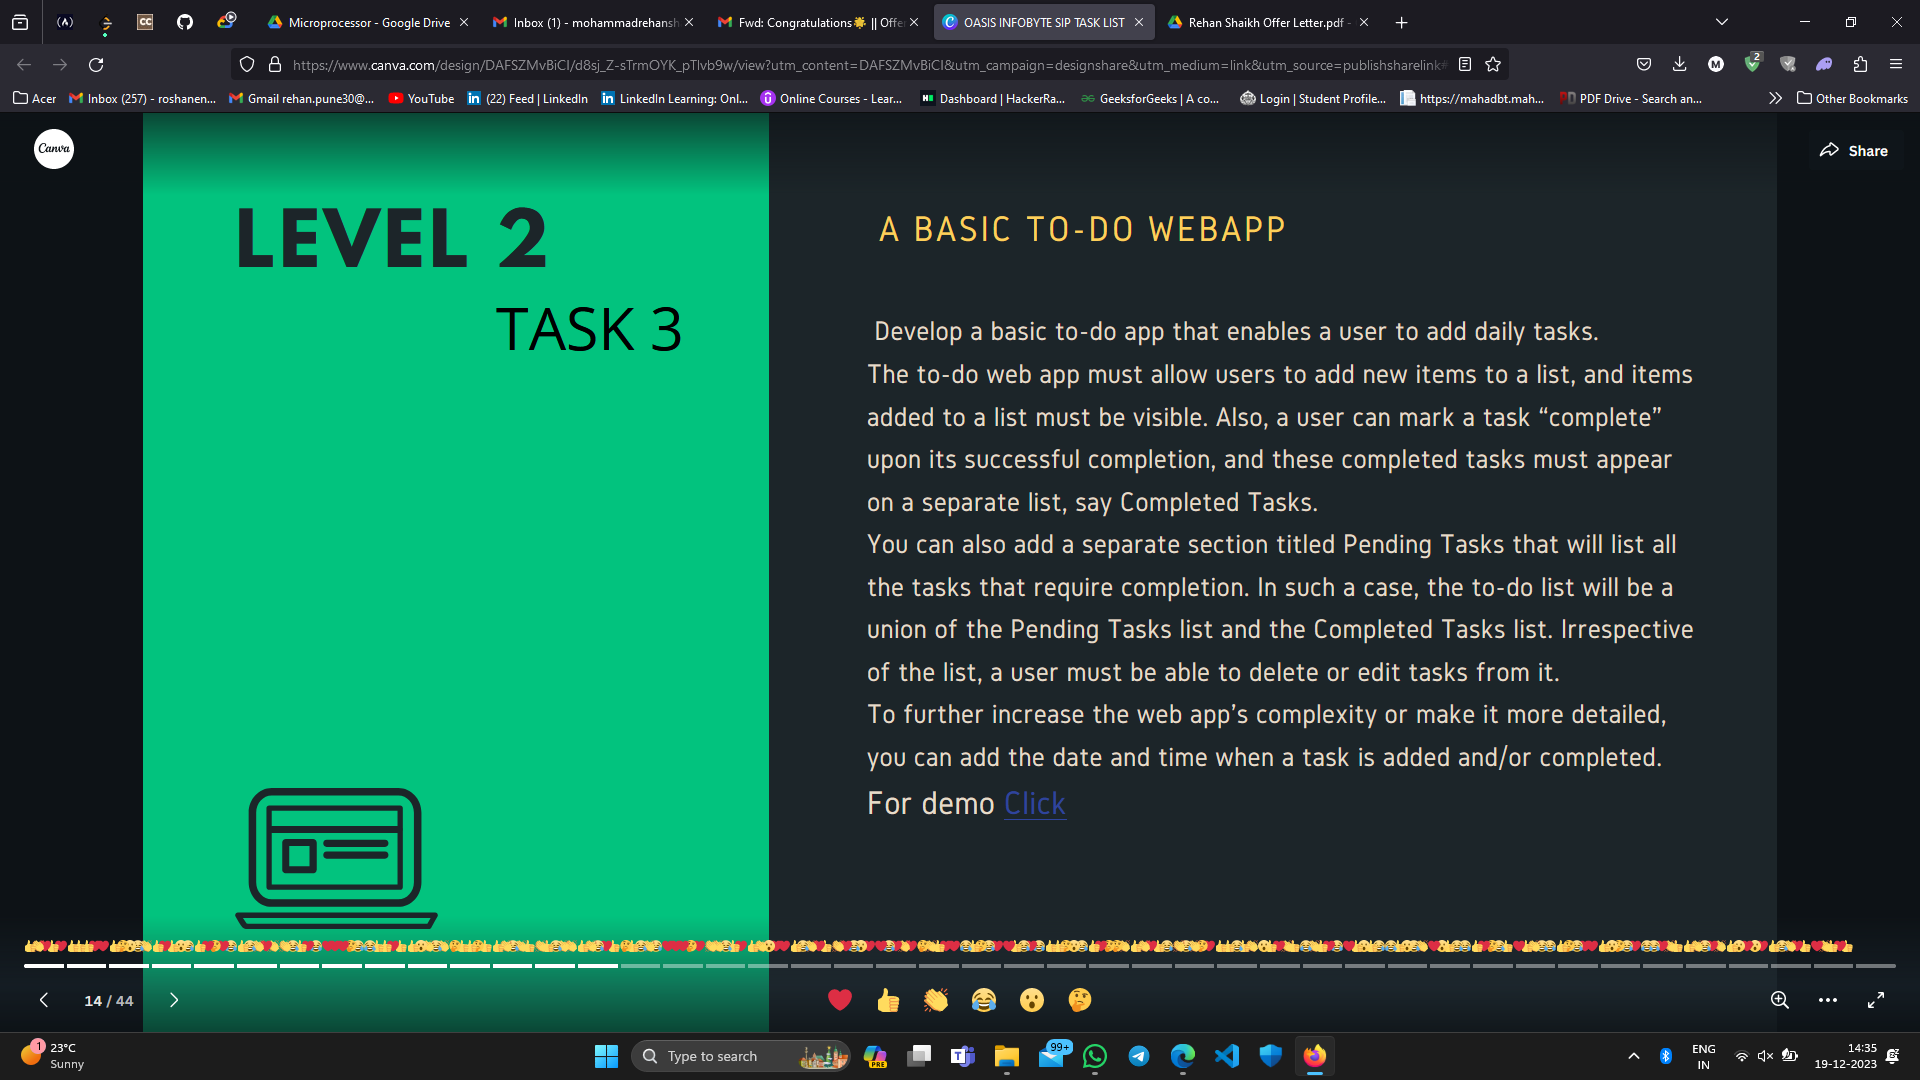 Microprocessor - Google Drive
Inbox (1) - mohammadrehansh
Fwd: Congratulations🌟 || Offe
OASIS INFOBYTE SIP TASK LIST
Rehan Shaikh Offer Letter.pdf -
https://www.canva.com/design/DAFSZMvBiCI/d8sj_Z-sTrmOYK_pTlvb9w/view?utm_content=DAFSZMvBiCI&utm_campaign=designshare&utm_medium=link&utm_source=publishsharelink#
M
2
Acer
Inbox (257) - roshanen...
Gmail rehan.pune30@...
YouTube
(22) Feed | LinkedIn
LinkedIn Learning: Onl...
Online Courses - Lear...
Dashboard | HackerRa...
GeeksforGeeks | A co...
Login | Student Profile...
https://mahadbt.mah...
PDF Drive - Search an...
Other Bookmarks
Canva
Share
LEVEL 2
TASK 3
A BASIC TO-DO WEBAPP
Develop a basic to-do app that enables a user to add daily tasks.
The to-do web app must allow users to add new items to a list, and items
added to a list must be visible. Also, a user can mark a task “complete”
upon its successful completion, and these completed tasks must appear
on a separate list, say Completed Tasks.
You can also add a separate section titled Pending Tasks that will list all
the tasks that require completion. In such a case, the to-do list will be a
union of the Pending Tasks list and the Completed Tasks list. Irrespective
of the list, a user must be able to delete or edit tasks from it.
To further increase the web app’s complexity or make it more detailed,
you can add the date and time when a task is added and/or completed.
For demo Click
14 / 44
1
23°C
Sunny
Type to search
PRE
99+
ENG
IN
14:35
19-12-2023